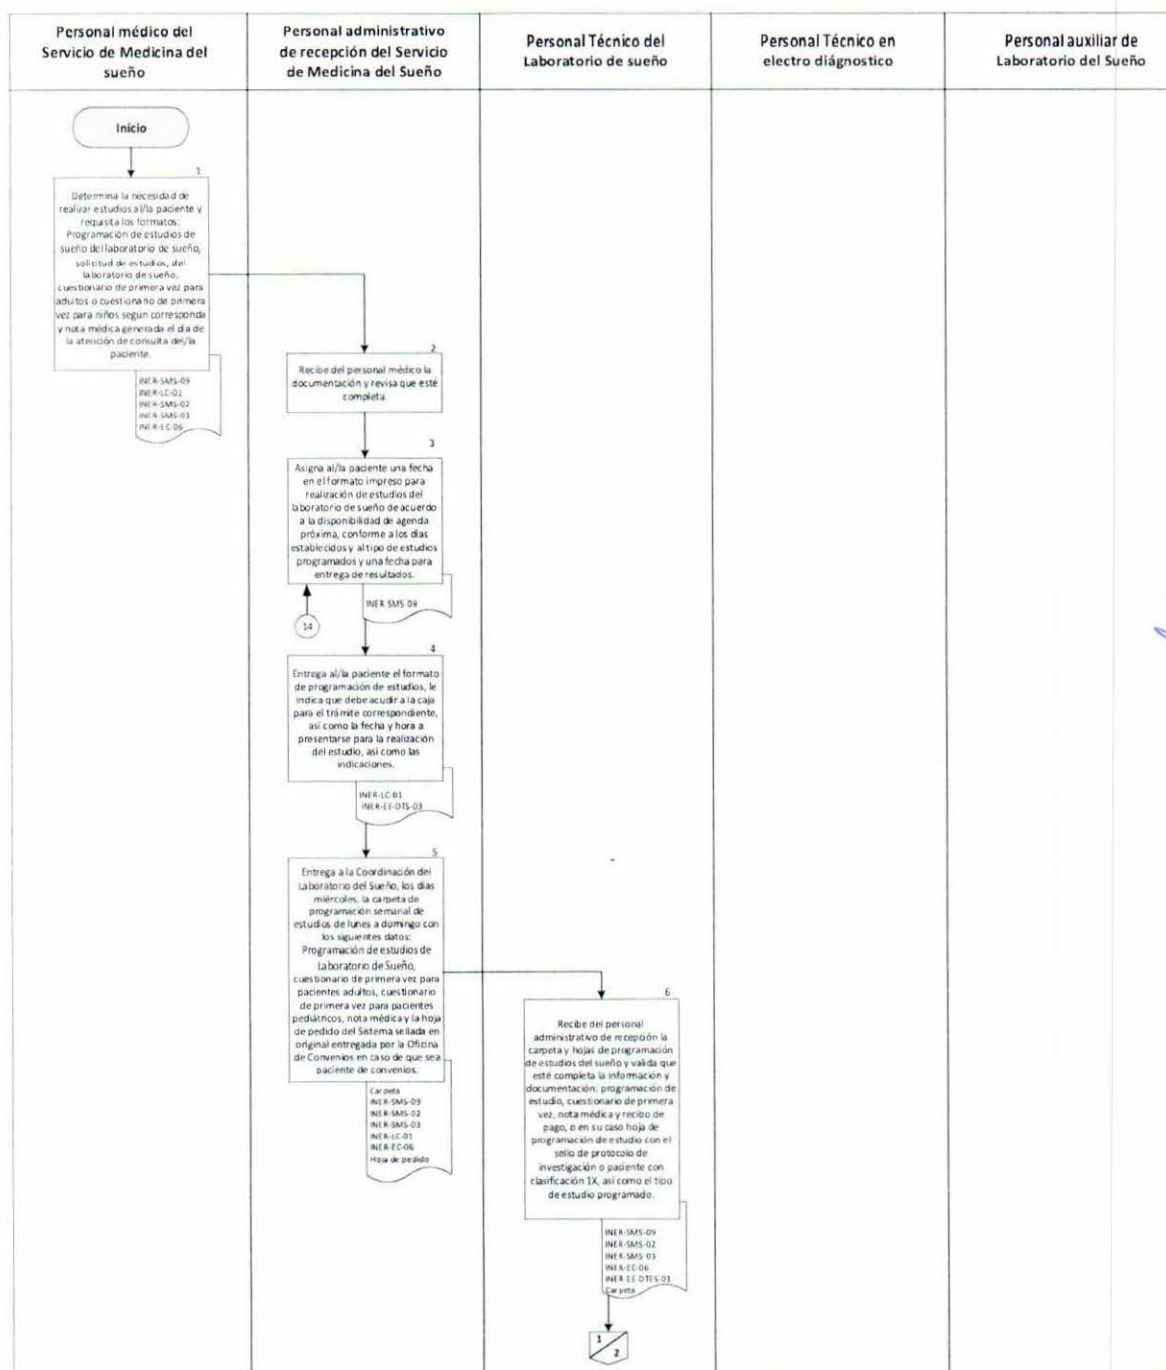 Personal médico del
Servicio de Medicina del
sueño
Personal administrativo
de recepción del Servicio
de Medicina del Sueño
Personal Técnico del
Laboratorio de sueño
Personal Técnico en
electro diágnostico
Personal auxiliar de
Laboratorio del Sueño
Inicio
1
Determina la necesidad de
realizar estudios al/la paciente y
requisita los formatos:
Programación de estudios de
sueño del laboratorio de sueño,
solicitud de estudios, del
laboratorio de sueño,
cuestionario de primera vez para
adultos o cuestionario de primera
vez para niños según corresponda
y nota médica generada el día de
la atención de consulta del/la
paciente.
INER-SMS-09
INER-LC-01
INER-SMS-02
INER-SMS-03
INER-EC-06
2
Recibe del personal médico la
documentación y revisa que esté
completa.
3
Asigna al/la paciente una fecha
en el formato impreso para
realización de estudios del
laboratorio de sueño de acuerdo
a la disponibilidad de agenda
próxima, conforme a los días
establecidos y al tipo de estudios
programados y una fecha para
entrega de resultados.
INER-SMS-09
14
4
Entrega al/la paciente el formato
de programación de estudios, le
indica que debe acudir a la caja
para el trámite correspondiente,
así como la fecha y hora a
presentarse para la realización
del estudio, así como las
indicaciones.
INER-LC-01
INER-EE-DTS-03
5
Entrega a la Coordinación del
Laboratorio del Sueño, los días
miércoles, la carpeta de
programación semanal de
estudios de lunes a domingo con
los siguientes datos:
Programación de estudios de
Laboratorio de Sueño,
cuestionario de primera vez para
pacientes adultos, cuestionario
de primera vez para pacientes
pediátricos, nota médica y la hoja
de pedido del Sistema sellada en
original entregada por la Oficina
de Convenios en caso de que sea
paciente de convenios.
Carpeta
INER-SMS-09
INER-SMS-02
INER-SMS-03
INER-LC-01
INER-EC-06
Hoja de pedido
6
Recibe del personal
administrativo de recepción la
carpeta y hojas de programación
de estudios del sueño y valida que
esté completa la información y
documentación: programación de
estudio, cuestionario de primera
vez, nota médica y recibo de
pago, o en su caso hoja de
programación de estudio con el
sello de protocolo de
investigación o paciente con
clasificación 1X, así como el tipo
de estudio programado.
INER-SMS-09
INER-SMS-02
INER-SMS-03
INER-EC-06
INER-EE-DTES-03
Carpeta
1
2